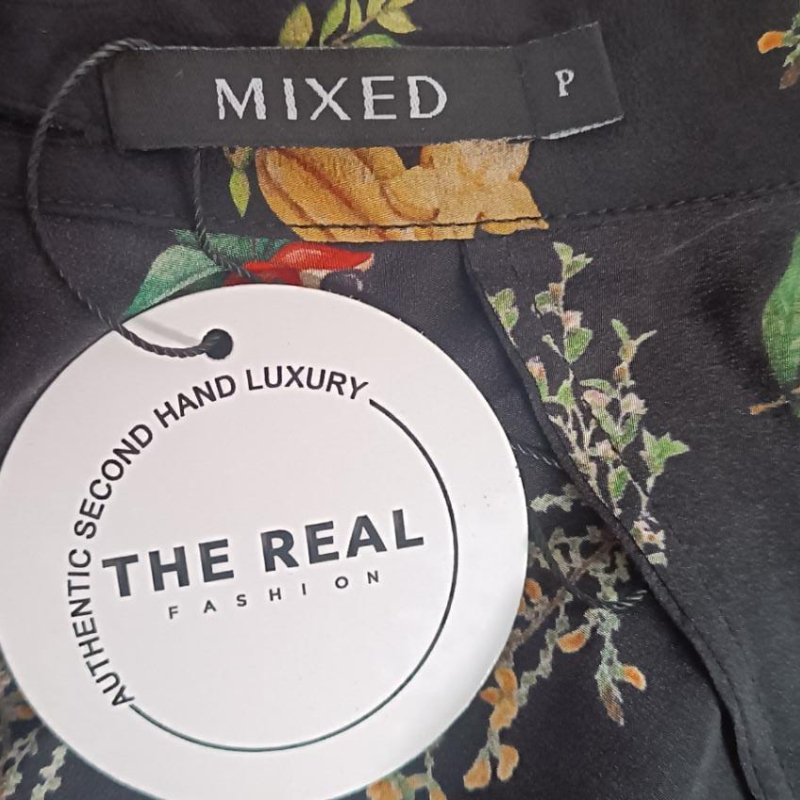 MIXED
P
AUTHENTIC SECOND HAND LUXURY
THE REAL
FASHION